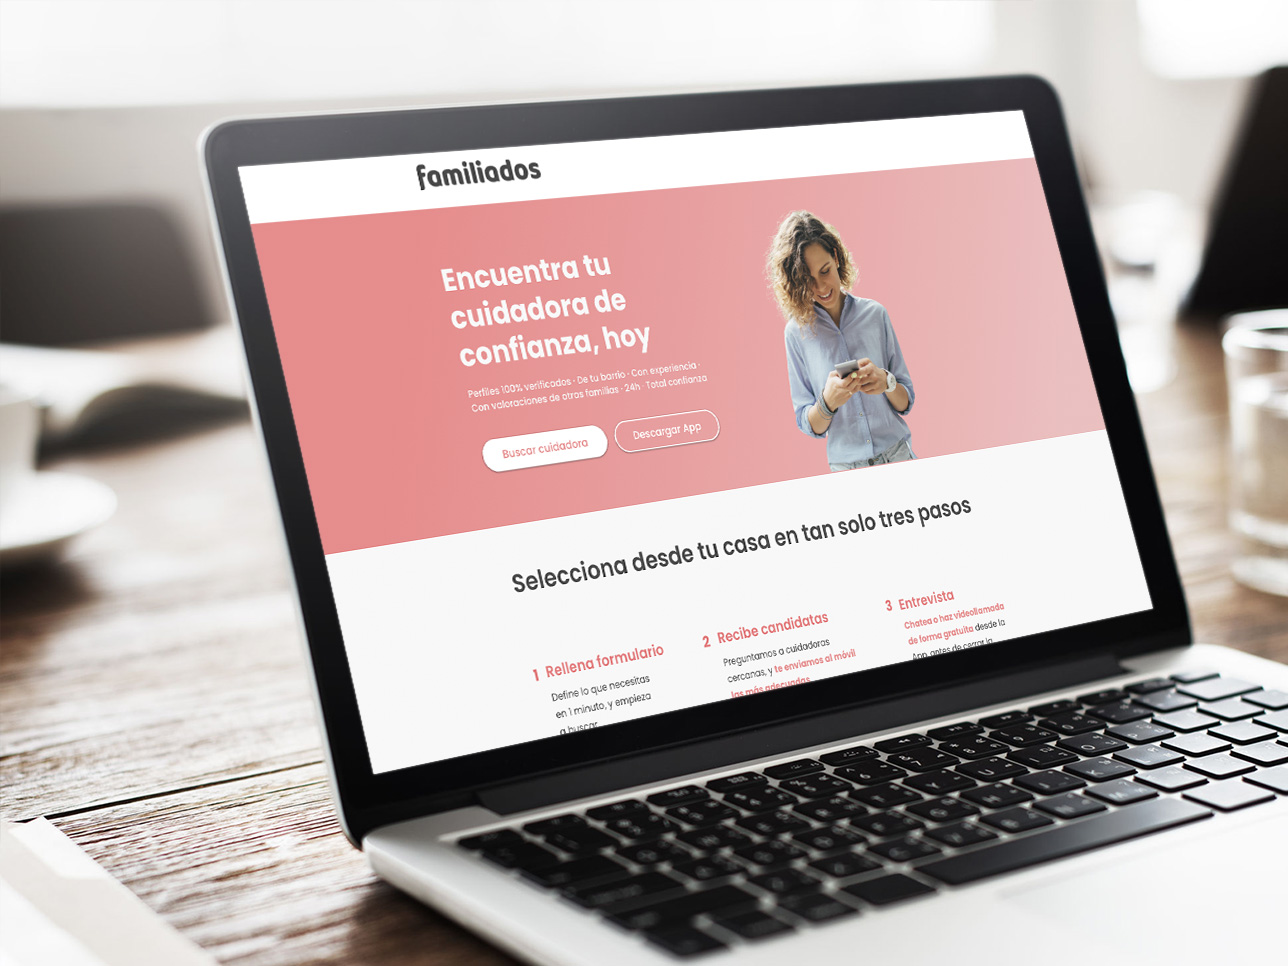 familiados
Encuentra tu
cuidadora de
confianza, hoy
Perfiles 100% verificados · De tu barrio · Con experiencia ·
Con valoraciones de otras familias · 24h · Total confianza
Buscar cuidadora
Descargar App
Selecciona desde tu casa en tan solo tres pasos
1 Rellena formulario
Define lo que necesitas
en 1 minuto, y empieza
a buscar
2 Recibe candidatas
Preguntamos a cuidadoras
cercanas, y te enviamos al móvil
las más adecuadas
3 Entrevista
Chatea o haz videollamada
de forma gratuita desde la
App, antes de cerrar la